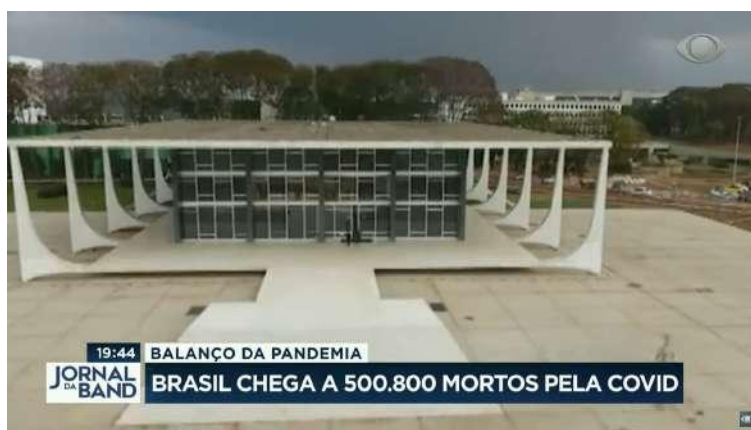 19:44 BALANÇO DA PANDEMIA
JORNAL DA BAND
BRASIL CHEGA A 500.800 MORTOS PELA COVID